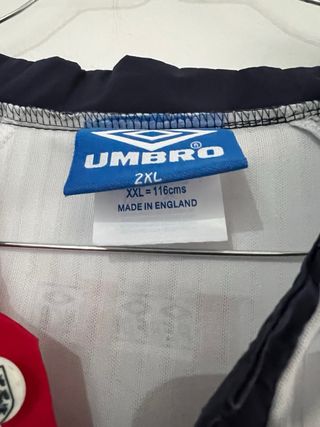 UMBRO
2XL
XXL = 116cms
MADE IN ENGLAND